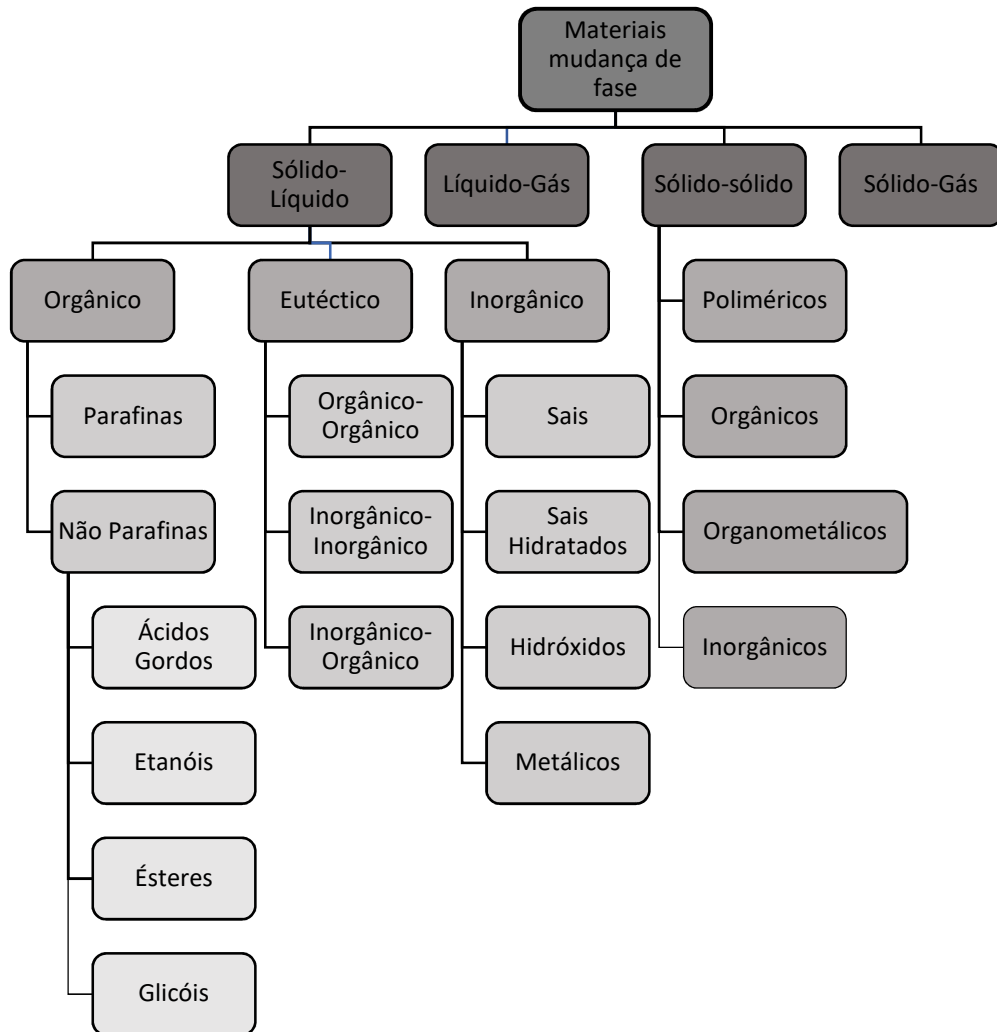 Materiais
mudança de
fase
Sólido-
Líquido
Líquido-Gás
Sólido-sólido
Sólido-Gás
Orgânico
Eutéctico
Inorgânico
Poliméricos
Parafinas
Orgânico-
Orgânico
Sais
Orgânicos
Não Parafinas
Inorgânico-
Inorgânico
Sais
Hidratados
Organometálicos
Ácidos
Gordos
Inorgânico-
Orgânico
Hidróxidos
Inorgânicos
Etanóis
Metálicos
Ésteres
Glicóis